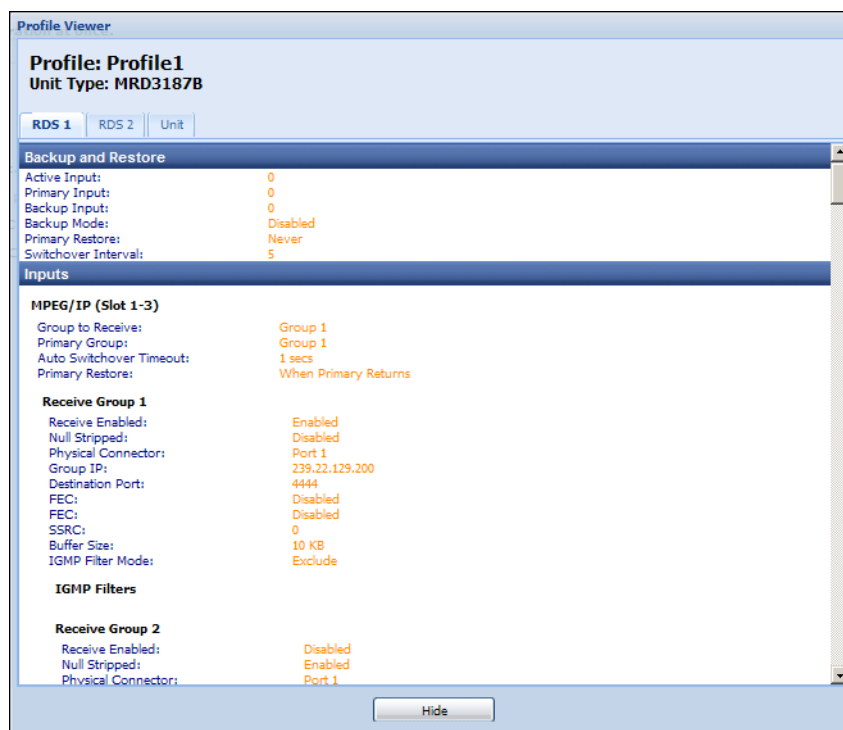 Profile Viewer
Profile: Profile1
Unit Type: MRD3187B
RDS 1 RDS 2 Unit
Backup and Restore
Active Input: 0
Primary Input: 0
Backup Input: 0
Backup Mode: Disabled
Primary Restore: Never
Switchover Interval: 5
Inputs
MPEG/IP (Slot 1-3)
Group to Receive: Group 1
Primary Group: Group 1
Auto Switchover Timeout: 1 secs
Primary Restore: When Primary Returns
Receive Group 1
Receive Enabled: Enabled
Null Stripped: Disabled
Physical Connector: Port 1
Group IP: 239.22.129.200
Destination Port: 4444
FEC: Disabled
FEC: Disabled
SSRC: 0
Buffer Size: 10 KB
IGMP Filter Mode: Exclude
IGMP Filters
Receive Group 2
Receive Enabled: Disabled
Null Stripped: Enabled
Physical Connector: Port 1
Hide